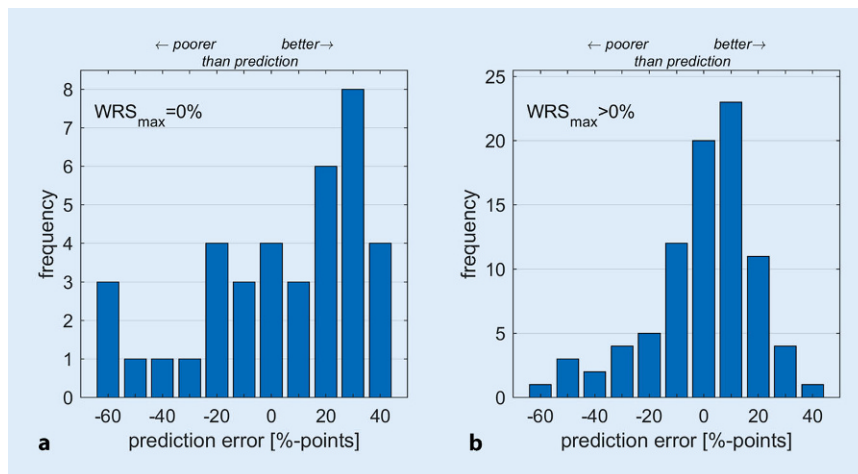 ← poorer better→
than prediction
WRSmax=0%
frequency
8
7
6
5
4
3
2
1
0
-60 -40 -20 0 20 40
prediction error [%-points]
a
← poorer better→
than prediction
WRSmax>0%
frequency
25
20
15
10
5
0
-60 -40 -20 0 20 40
prediction error [%-points]
b